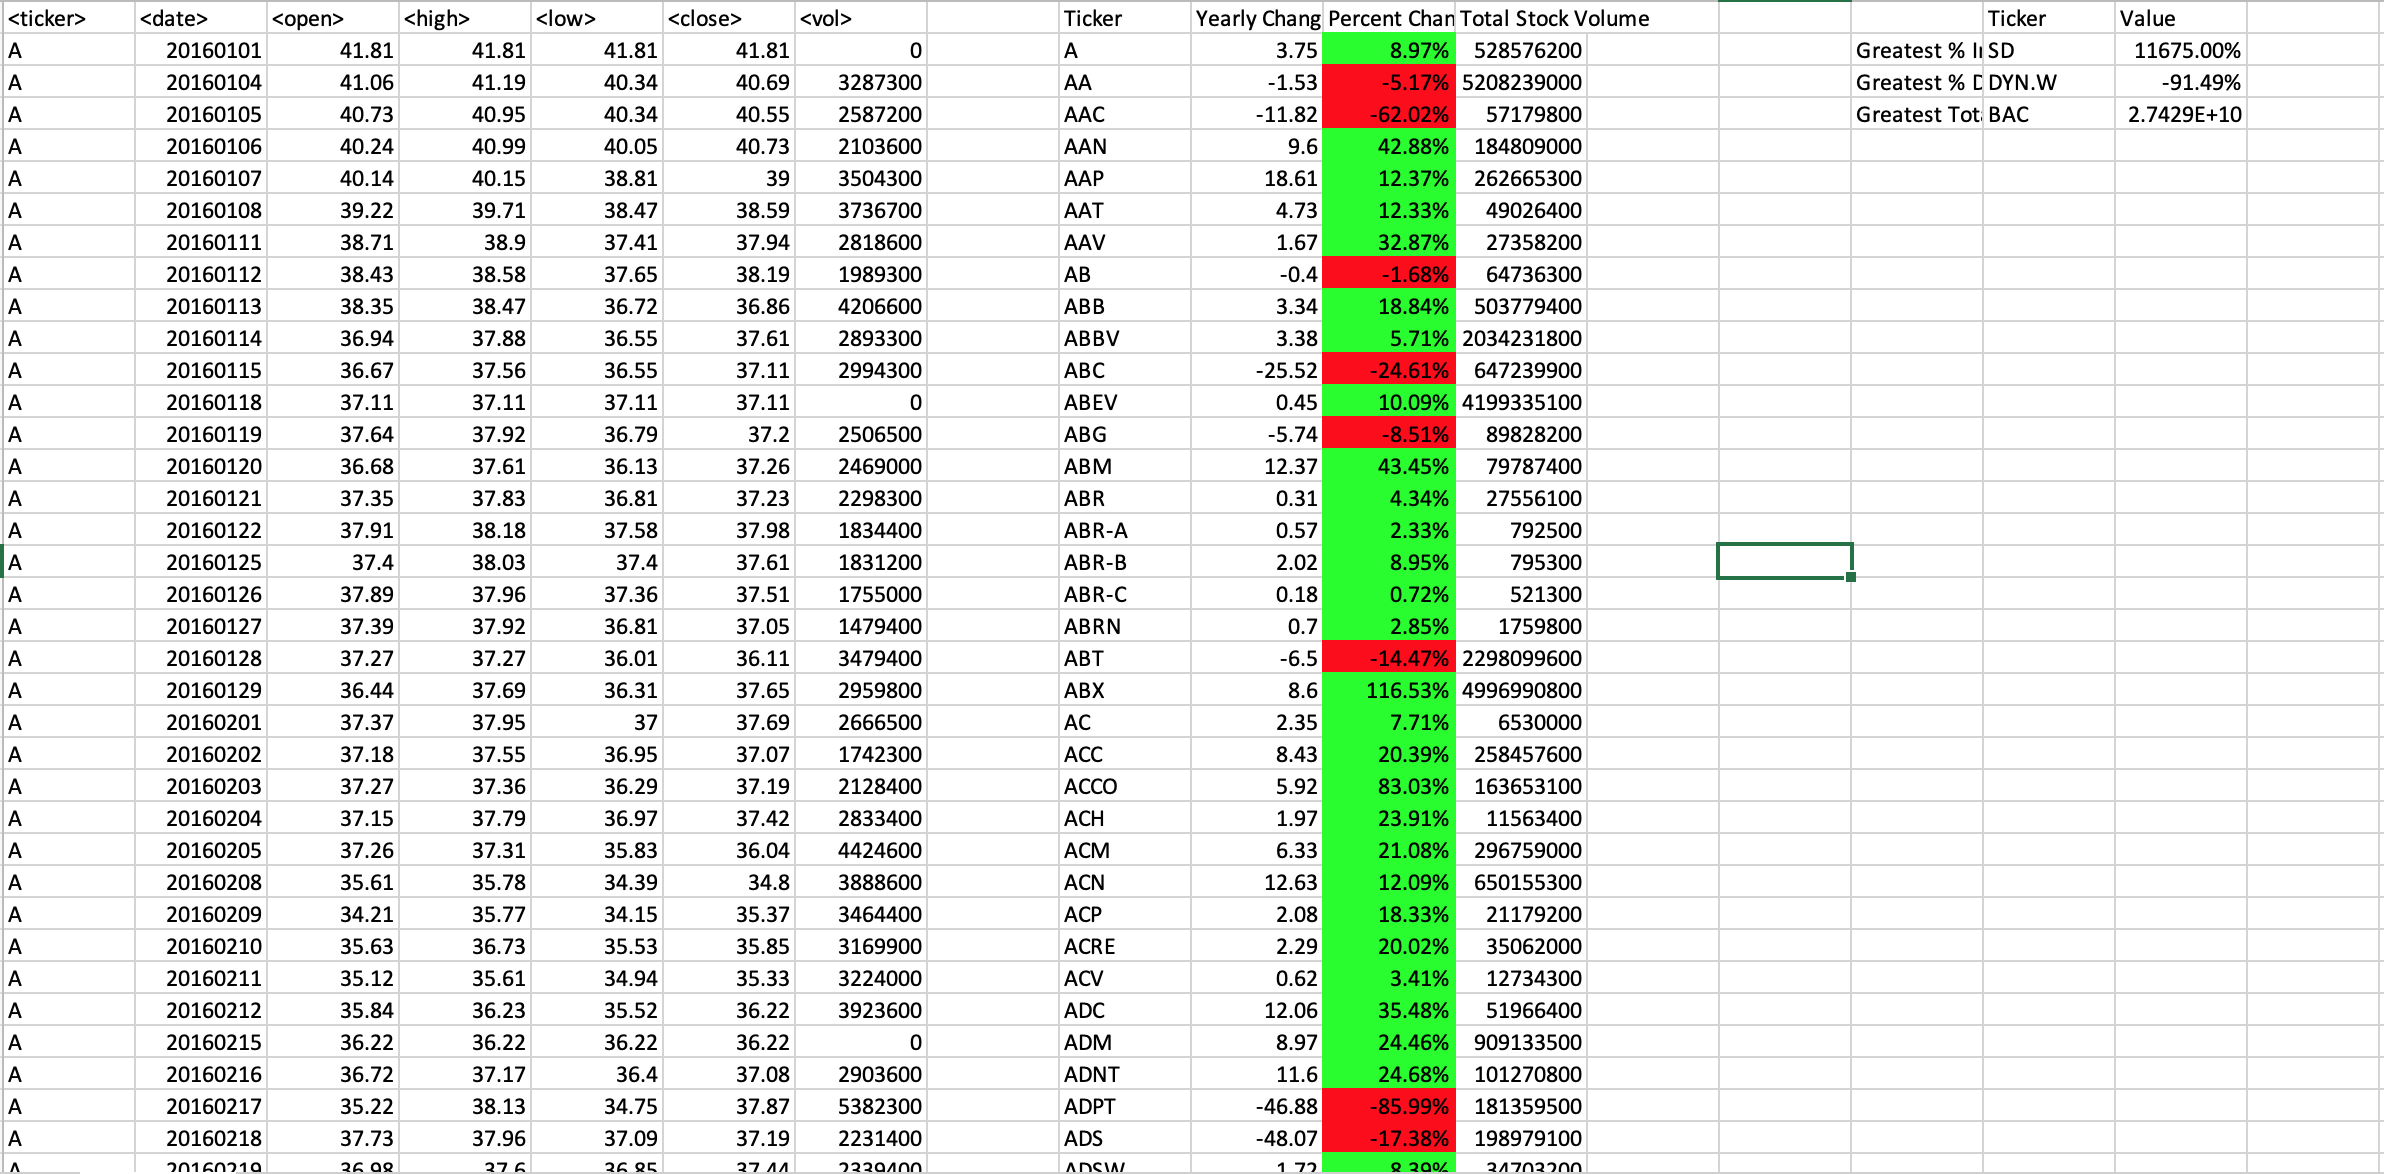 <ticker> <date> <open> <high> <low> <close> <vol> Ticker Yearly Chang Percent Chan Total Stock Volume Ticker Value
A 20160101 41.81 41.81 41.81 41.81 0 A 3.75 8.97% 528576200 Greatest % I SD 11675.00%
A 20160104 41.06 41.19 40.34 40.69 3287300 AA -1.53 -5.17% 5208239000 Greatest % D DYN.W -91.49%
A 20160105 40.73 40.95 40.34 40.55 2587200 AAC -11.82 -62.02% 57179800 Greatest Tot BAC 2.7429E+10
A 20160106 40.24 40.99 40.05 40.73 2103600 AAN 9.6 42.88% 184809000
A 20160107 40.14 40.15 38.81 39 3504300 AAP 18.61 12.37% 262665300
A 20160108 39.22 39.71 38.47 38.59 3736700 AAT 4.73 12.33% 49026400
A 20160111 38.71 38.9 37.41 37.94 2818600 AAV 1.67 32.87% 27358200
A 20160112 38.43 38.58 37.65 38.19 1989300 AB -0.4 -1.68% 64736300
A 20160113 38.35 38.47 36.72 36.86 4206600 ABB 3.34 18.84% 503779400
A 20160114 36.94 37.88 36.55 37.61 2893300 ABBV 3.38 5.71% 2034231800
A 20160115 36.67 37.56 36.55 37.11 2994300 ABC -25.52 -24.61% 647239900
A 20160118 37.11 37.11 37.11 37.11 0 ABEV 0.45 10.09% 4199335100
A 20160119 37.64 37.92 36.79 37.2 2506500 ABG -5.74 -8.51% 89828200
A 20160120 36.68 37.61 36.13 37.26 2469000 ABM 12.37 43.45% 79787400
A 20160121 37.35 37.83 36.81 37.23 2298300 ABR 0.31 4.34% 27556100
A 20160122 37.91 38.18 37.58 37.98 1834400 ABR-A 0.57 2.33% 792500
A 20160125 37.4 38.03 37.4 37.61 1831200 ABR-B 2.02 8.95% 795300
A 20160126 37.89 37.96 37.36 37.51 1755000 ABR-C 0.18 0.72% 521300
A 20160127 37.39 37.92 36.81 37.05 1479400 ABRN 0.7 2.85% 1759800
A 20160128 37.27 37.27 36.01 36.11 3479400 ABT -6.5 -14.47% 2298099600
A 20160129 36.44 37.69 36.31 37.65 2959800 ABX 8.6 116.53% 4996990800
A 20160201 37.37 37.95 37 37.69 2666500 AC 2.35 7.71% 6530000
A 20160202 37.18 37.55 36.95 37.07 1742300 ACC 8.43 20.39% 258457600
A 20160203 37.27 37.36 36.29 37.19 2128400 ACCO 5.92 83.03% 163653100
A 20160204 37.15 37.79 36.97 37.42 2833400 ACH 1.97 23.91% 11563400
A 20160205 37.26 37.31 35.83 36.04 4424600 ACM 6.33 21.08% 296759000
A 20160208 35.61 35.78 34.39 34.8 3888600 ACN 12.63 12.09% 650155300
A 20160209 34.21 35.77 34.15 35.37 3464400 ACP 2.08 18.33% 21179200
A 20160210 35.63 36.73 35.53 35.85 3169900 ACRE 2.29 20.02% 35062000
A 20160211 35.12 35.61 34.94 35.33 3224000 ACV 0.62 3.41% 12734300
A 20160212 35.84 36.23 35.52 36.22 3923600 ADC 12.06 35.48% 51966400
A 20160215 36.22 36.22 36.22 36.22 0 ADM 8.97 24.46% 909133500
A 20160216 36.72 37.17 36.4 37.08 2903600 ADNT 11.6 24.68% 101270800
A 20160217 35.22 38.13 34.75 37.87 5382300 ADPT -46.88 -85.99% 181359500
A 20160218 37.73 37.96 37.09 37.19 2231400 ADS -48.07 -17.38% 198979100
A 20160219 36.98 37.6 36.85 37.44 2339400 ADSW 1.72 8.39% 34703200